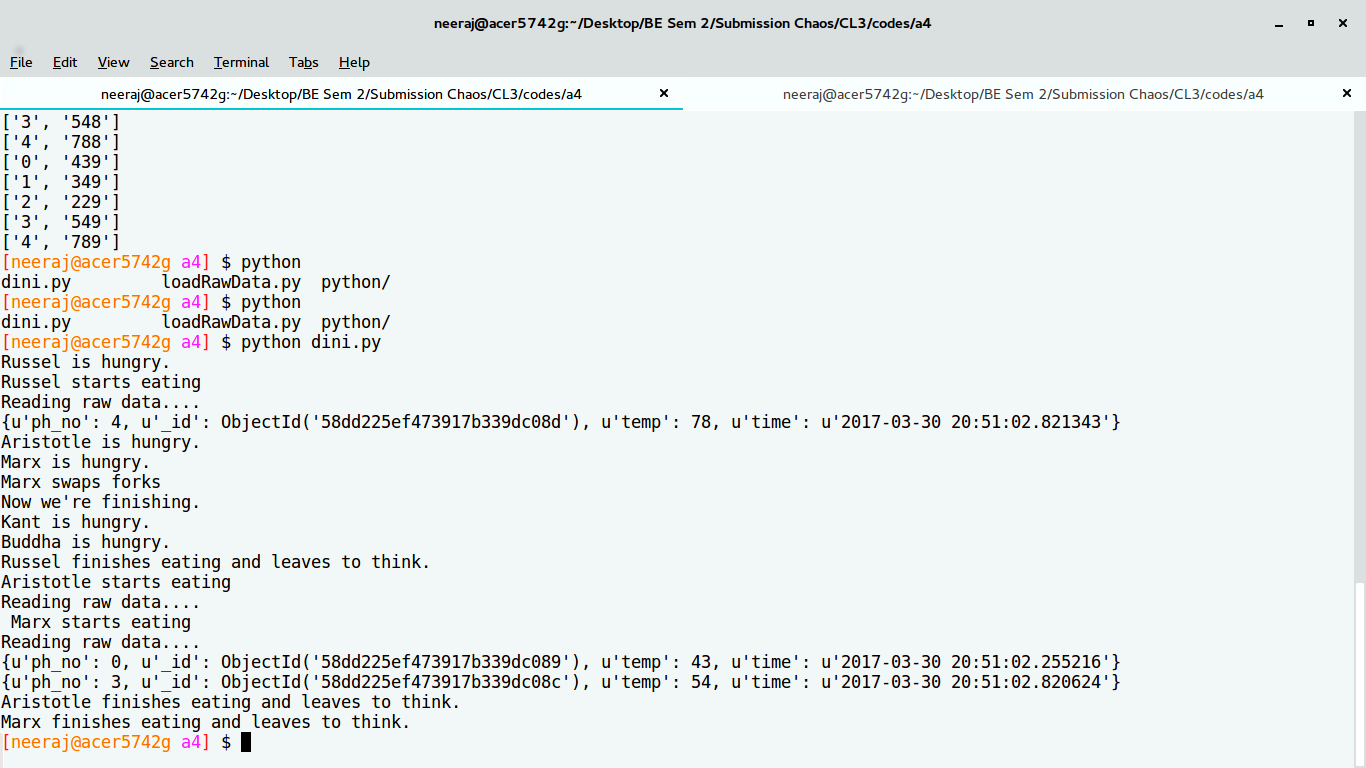 neeraj@acer5742g:~/Desktop/BE Sem 2/Submission Chaos/CL3/codes/a4
File Edit View Search Terminal Tabs Help
neeraj@acer5742g:~/Desktop/BE Sem 2/Submission Chaos/CL3/codes/a4 neeraj@acer5742g:~/Desktop/BE Sem 2/Submission Chaos/CL3/codes/a4
['3', '548']
['4', '788']
['0', '439']
['1', '349']
['2', '229']
['3', '549']
['4', '789']
[neeraj@acer5742g a4] $ python
dini.py         loadRawData.py  python/
[neeraj@acer5742g a4] $ python
dini.py         loadRawData.py  python/
[neeraj@acer5742g a4] $ python dini.py
Russel is hungry.
Russel starts eating
Reading raw data....
{u'ph_no': 4, u'_id': ObjectId('58dd225ef473917b339dc08d'), u'temp': 78, u'time': u'2017-03-30 20:51:02.821343'}
Aristotle is hungry.
Marx is hungry.
Marx swaps forks
Now we're finishing.
Kant is hungry.
Buddha is hungry.
Russel finishes eating and leaves to think.
Aristotle starts eating
Reading raw data....
 Marx starts eating
Reading raw data....
{u'ph_no': 0, u'_id': ObjectId('58dd225ef473917b339dc089'), u'temp': 43, u'time': u'2017-03-30 20:51:02.255216'}
{u'ph_no': 3, u'_id': ObjectId('58dd225ef473917b339dc08c'), u'temp': 54, u'time': u'2017-03-30 20:51:02.820624'}
Aristotle finishes eating and leaves to think.
Marx finishes eating and leaves to think.
[neeraj@acer5742g a4] $